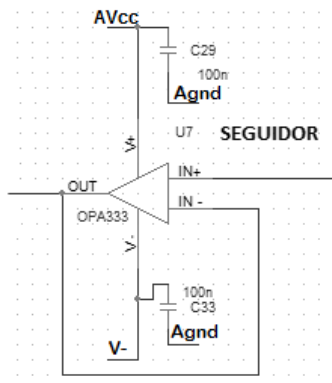 AVcc
C29
100n
Agnd
U7 SEGUIDOR
V+
IN+
OUT
IN -
OPA333
V-
100n
C33
Agnd
V-